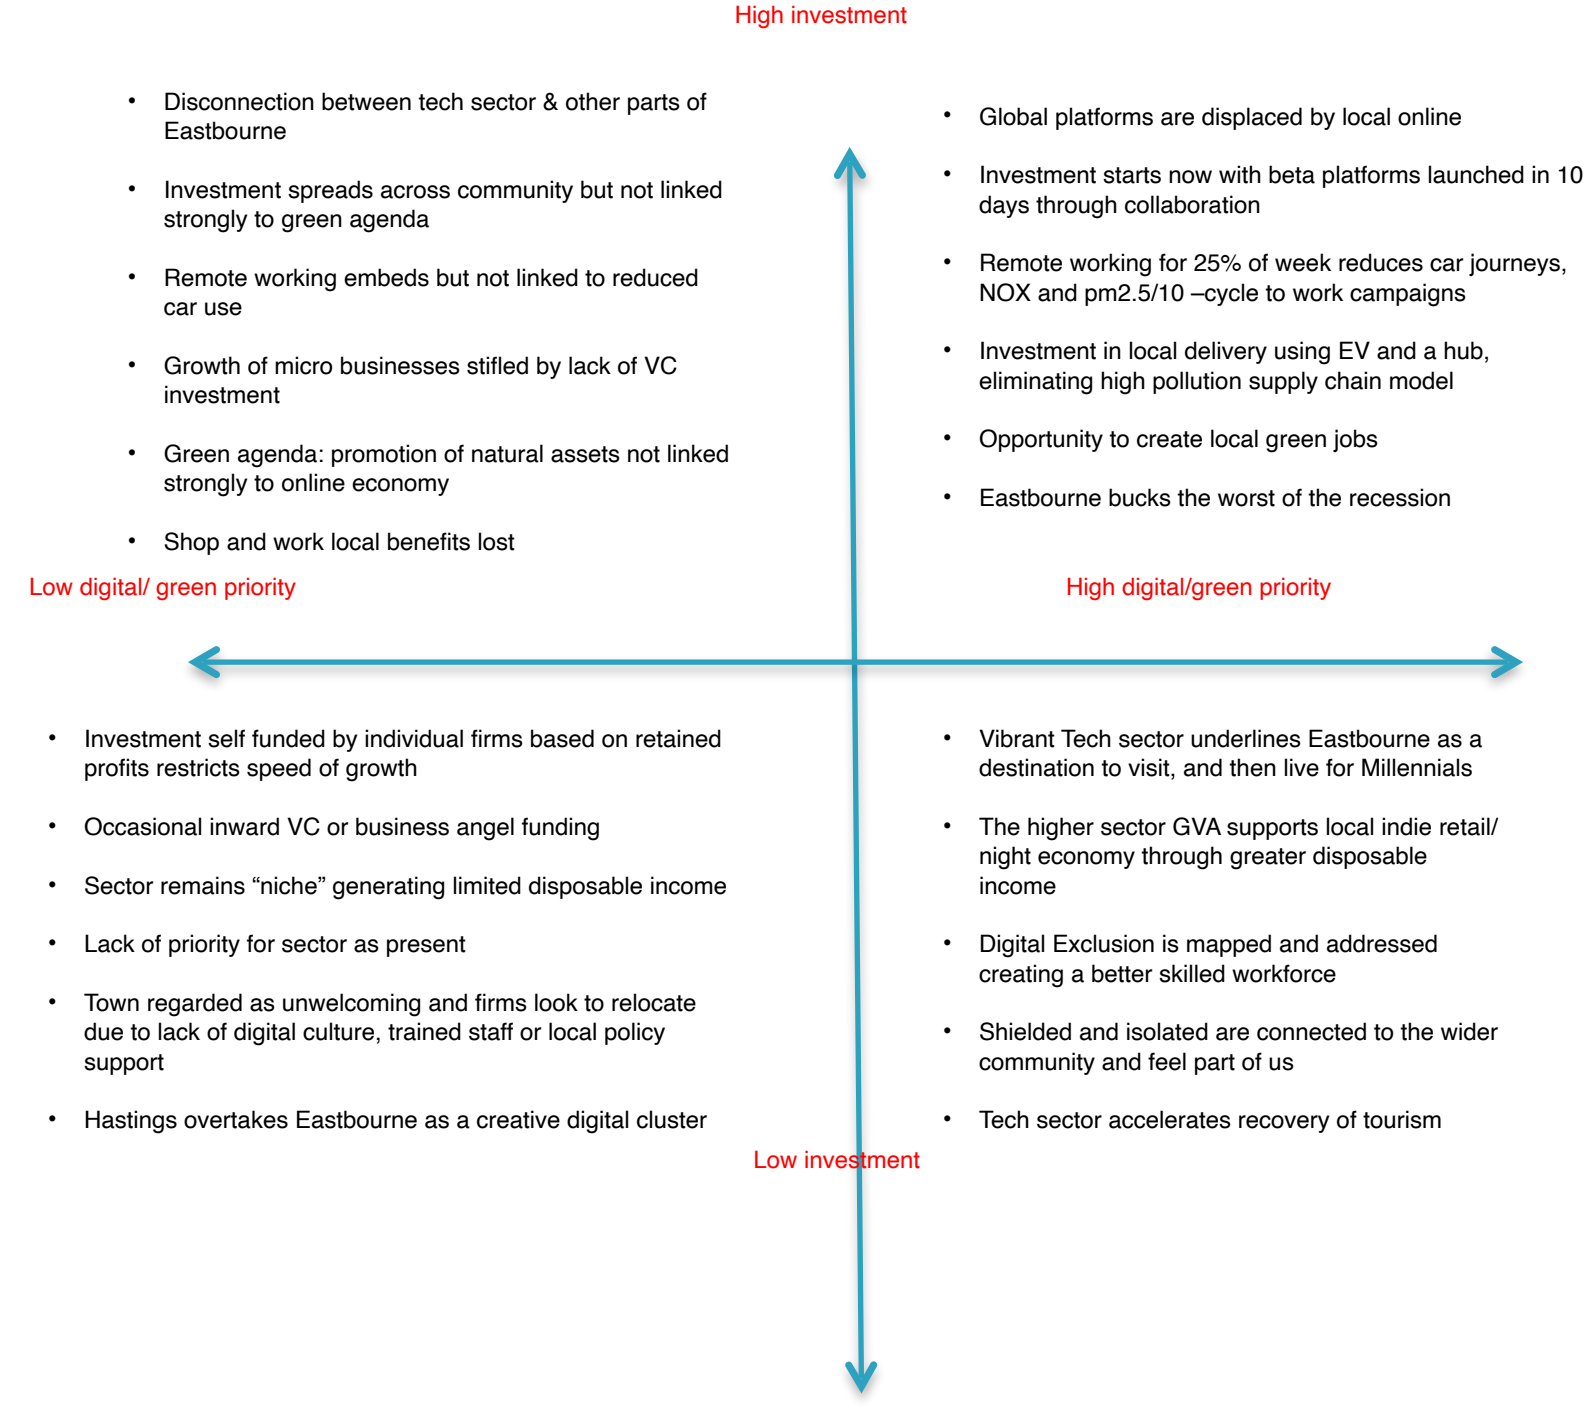 High investment
• Disconnection between tech sector & other parts of
Eastbourne
• Investment spreads across community but not linked
strongly to green agenda
• Remote working embeds but not linked to reduced
car use
• Growth of micro businesses stifled by lack of VC
investment
• Green agenda: promotion of natural assets not linked
strongly to online economy
• Shop and work local benefits lost
• Global platforms are displaced by local online
• Investment starts now with beta platforms launched in 10
days through collaboration
• Remote working for 25% of week reduces car journeys,
NOX and pm2.5/10 –cycle to work campaigns
• Investment in local delivery using EV and a hub,
eliminating high pollution supply chain model
• Opportunity to create local green jobs
• Eastbourne bucks the worst of the recession
Low digital/ green priority
High digital/green priority
• Investment self funded by individual firms based on retained
profits restricts speed of growth
• Occasional inward VC or business angel funding
• Sector remains “niche” generating limited disposable income
• Lack of priority for sector as present
• Town regarded as unwelcoming and firms look to relocate
due to lack of digital culture, trained staff or local policy
support
• Hastings overtakes Eastbourne as a creative digital cluster
• Vibrant Tech sector underlines Eastbourne as a
destination to visit, and then live for Millennials
• The higher sector GVA supports local indie retail/
night economy through greater disposable
income
• Digital Exclusion is mapped and addressed
creating a better skilled workforce
• Shielded and isolated are connected to the wider
community and feel part of us
• Tech sector accelerates recovery of tourism
Low investment